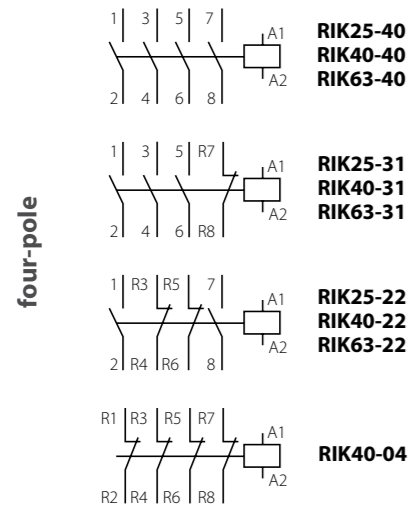 four-pole
1 3 5 7
A1
A2
2 4 6 8
RIK25-40
RIK40-40
RIK63-40
1 3 5 R7
A1
A2
2 4 6 R8
RIK25-31
RIK40-31
RIK63-31
1 R3 R5 7
A1
A2
2 R4 R6 8
RIK25-22
RIK40-22
RIK63-22
R1 R3 R5 R7
A1
A2
R2 R4 R6 R8
RIK40-04